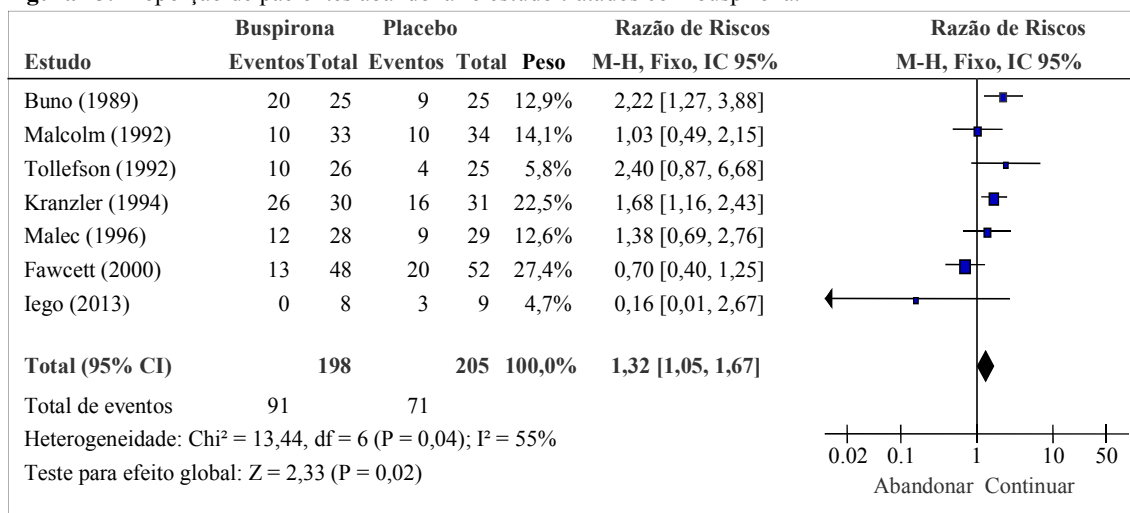 Buspirona Placebo Razão de Riscos Razão de Riscos
Estudo Eventos Total Eventos Total Peso M-H, Fixo, IC 95% M-H, Fixo, IC 95%
Buno (1989) 20 25 9 25 12,9% 2,22 [1,27, 3,88]
Malcolm (1992) 10 33 10 34 14,1% 1,03 [0,49, 2,15]
Tollefson (1992) 10 26 4 25 5,8% 2,40 [0,87, 6,68]
Kranzler (1994) 26 30 16 31 22,5% 1,68 [1,16, 2,43]
Malec (1996) 12 28 9 29 12,6% 1,38 [0,69, 2,76]
Fawcett (2000) 13 48 20 52 27,4% 0,70 [0,40, 1,25]
Iego (2013) 0 8 3 9 4,7% 0,16 [0,01, 2,67]
Total (95% CI) 198 205 100,0% 1,32 [1,05, 1,67]
Total de eventos 91 71
Heterogeneidade: Chi² = 13,44, df = 6 (P = 0,04); I² = 55%
Teste para efeito global: Z = 2,33 (P = 0,02)
0.02 0.1 1 10 50
Abandonar Continuar